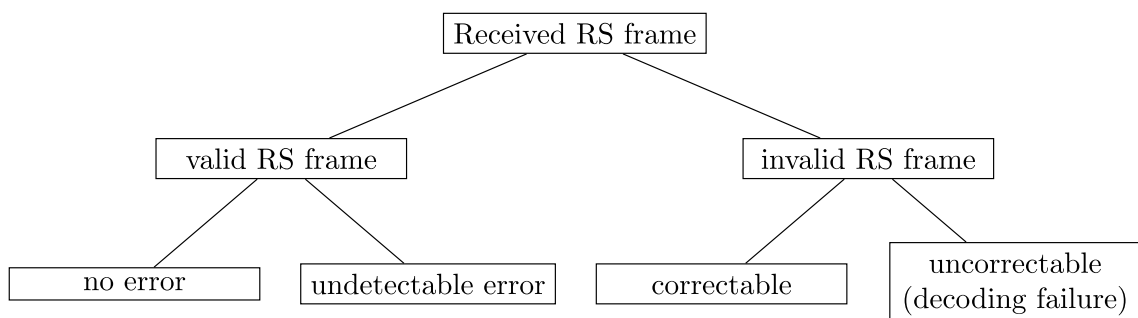 Received RS frame
valid RS frame
invalid RS frame
no error
undetectable error
correctable
uncorrectable
(decoding failure)